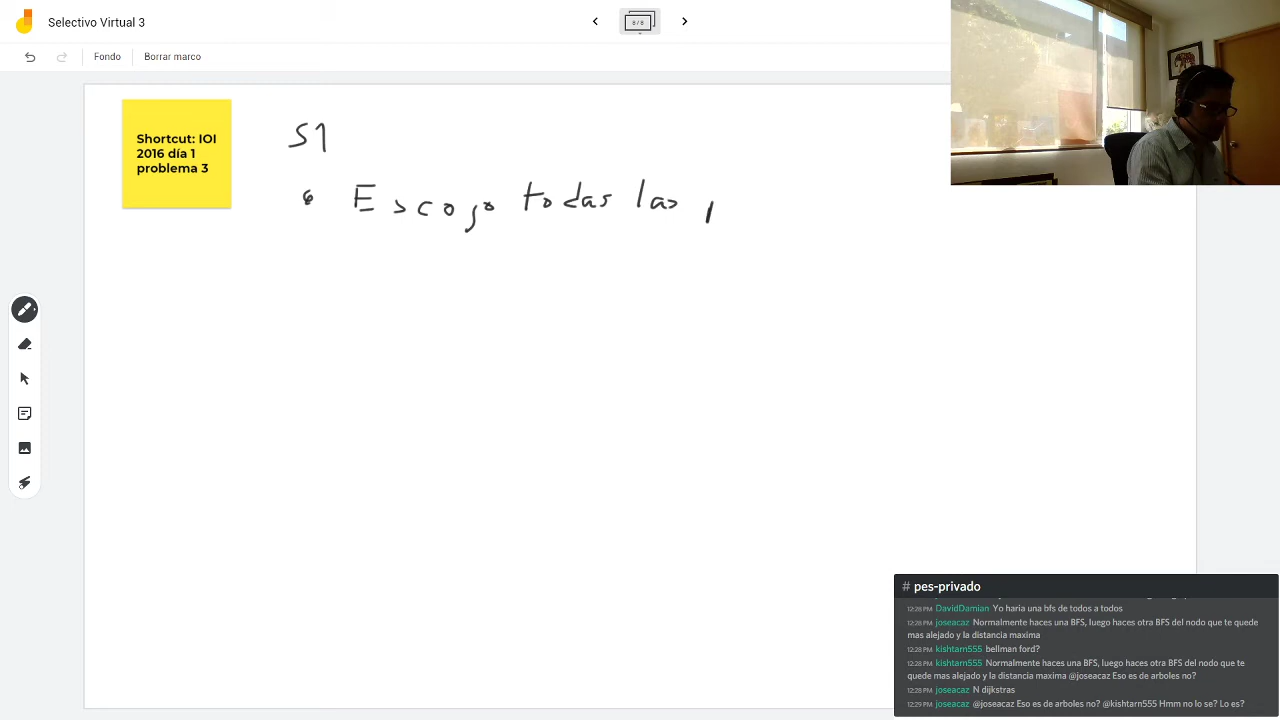 Selectivo Virtual 3
8 / 8
Fondo
Borrar marco
Shortcut: IOI
2016 día 1
problema 3
S1
Escojo todas las
# pes-privado
12:28 PM DavidDamian Yo haria una bfs de todos a todos
12:28 PM joseacaz Normalmente haces una BFS, luego haces otra BFS del nodo que te quede
mas alejado y la distancia maxima
12:28 PM kishtarn555 bellman ford?
12:28 PM kishtarn555 Normalmente haces una BFS, luego haces otra BFS del nodo que te
quede mas alejado y la distancia maxima @joseacaz Eso es de arboles no?
12:28 PM joseacaz N dijkstras
12:29 PM joseacaz @joseacaz Eso es de arboles no? @kishtarn555 Hmm no lo se? Lo es?